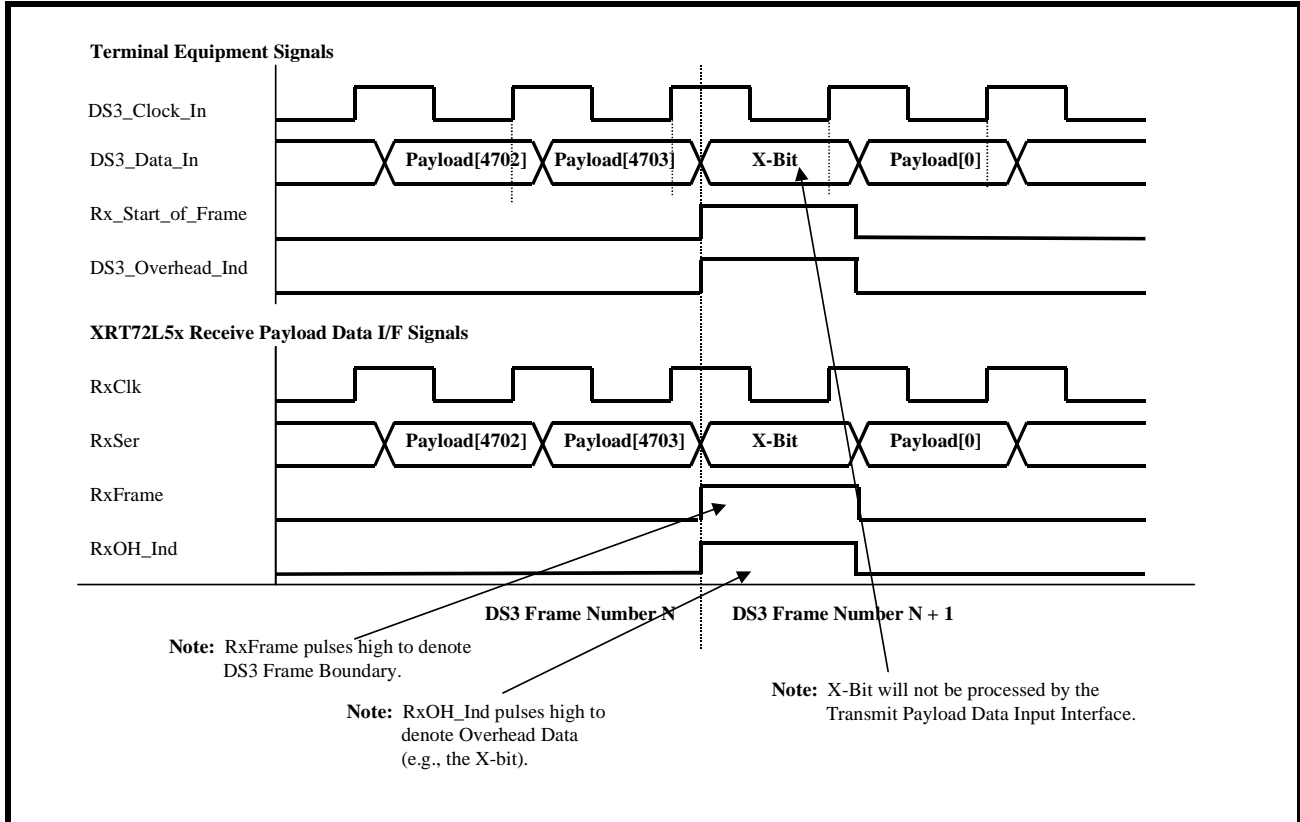 Terminal Equipment Signals
DS3_Clock_In
DS3_Data_In
Payload[4702]
Payload[4703]
X-Bit
Payload[0]
Rx_Start_of_Frame
DS3_Overhead_Ind
XRT72L5x Receive Payload Data I/F Signals
RxClk
RxSer
Payload[4702]
Payload[4703]
X-Bit
Payload[0]
RxFrame
RxOH_Ind
DS3 Frame Number N
DS3 Frame Number N + 1
Note: RxFrame pulses high to denote
DS3 Frame Boundary.
Note: RxOH_Ind pulses high to
denote Overhead Data
(e.g., the X-bit).
Note: X-Bit will not be processed by the
Transmit Payload Data Input Interface.